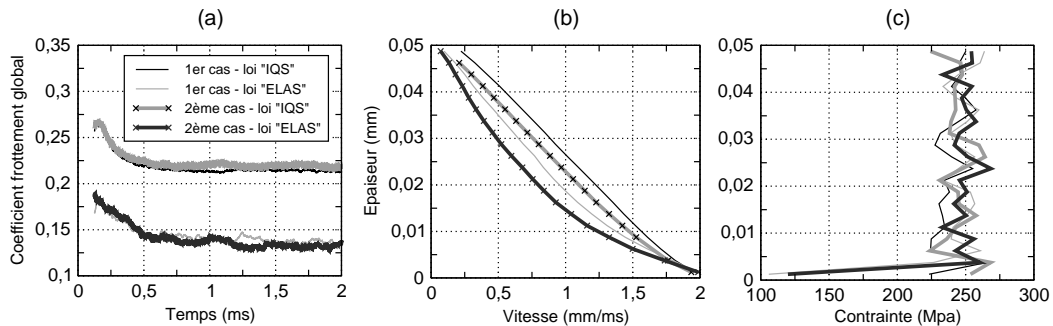 (a)
(b)
(c)
Coefficient frottement global
0,35
0,3
0,25
0,2
0,15
0,1
1er cas - loi "IQS"
1er cas - loi "ELAS"
2ème cas - loi "IQS"
2ème cas - loi "ELAS"
0
0,5
1
1,5
2
Temps (ms)
Epaiseur (mm)
0,05
0,04
0,03
0,02
0,01
0
0
0,5
1
1,5
2
Vitesse (mm/ms)
0,05
0,04
0,03
0,02
0,01
0
100
150
200
250
300
Contrainte (Mpa)